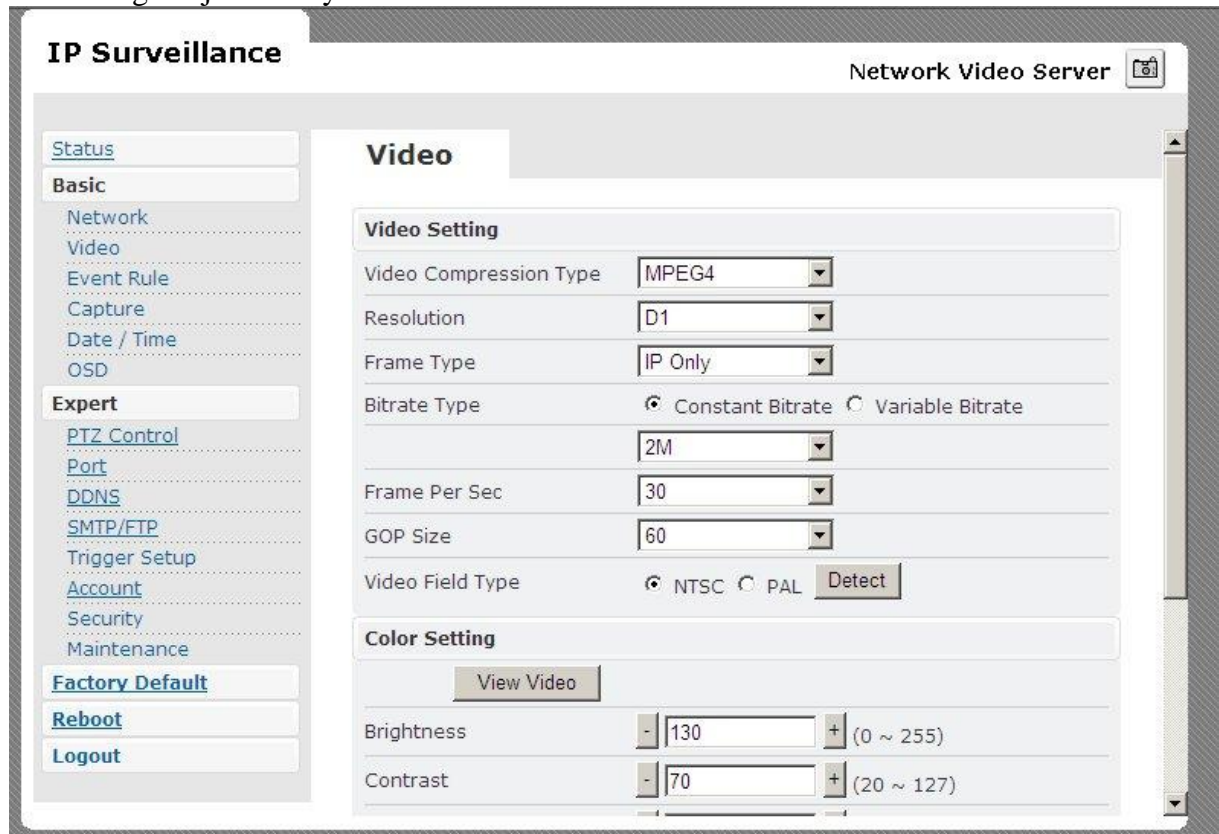 IP Surveillance
Network Video Server
Status
Basic
Network
Video
Event Rule
Capture
Date / Time
OSD
Expert
PTZ Control
Port
DDNS
SMTP/FTP
Trigger Setup
Account
Security
Maintenance
Factory Default
Reboot
Logout
Video
Video Setting
Video Compression Type MPEG4
Resolution D1
Frame Type IP Only
Bitrate Type Constant Bitrate Variable Bitrate
2M
Frame Per Sec 30
GOP Size 60
Video Field Type NTSC PAL Detect
Color Setting
View Video
Brightness - 130 + (0 ~ 255)
Contrast - 70 + (20 ~ 127)